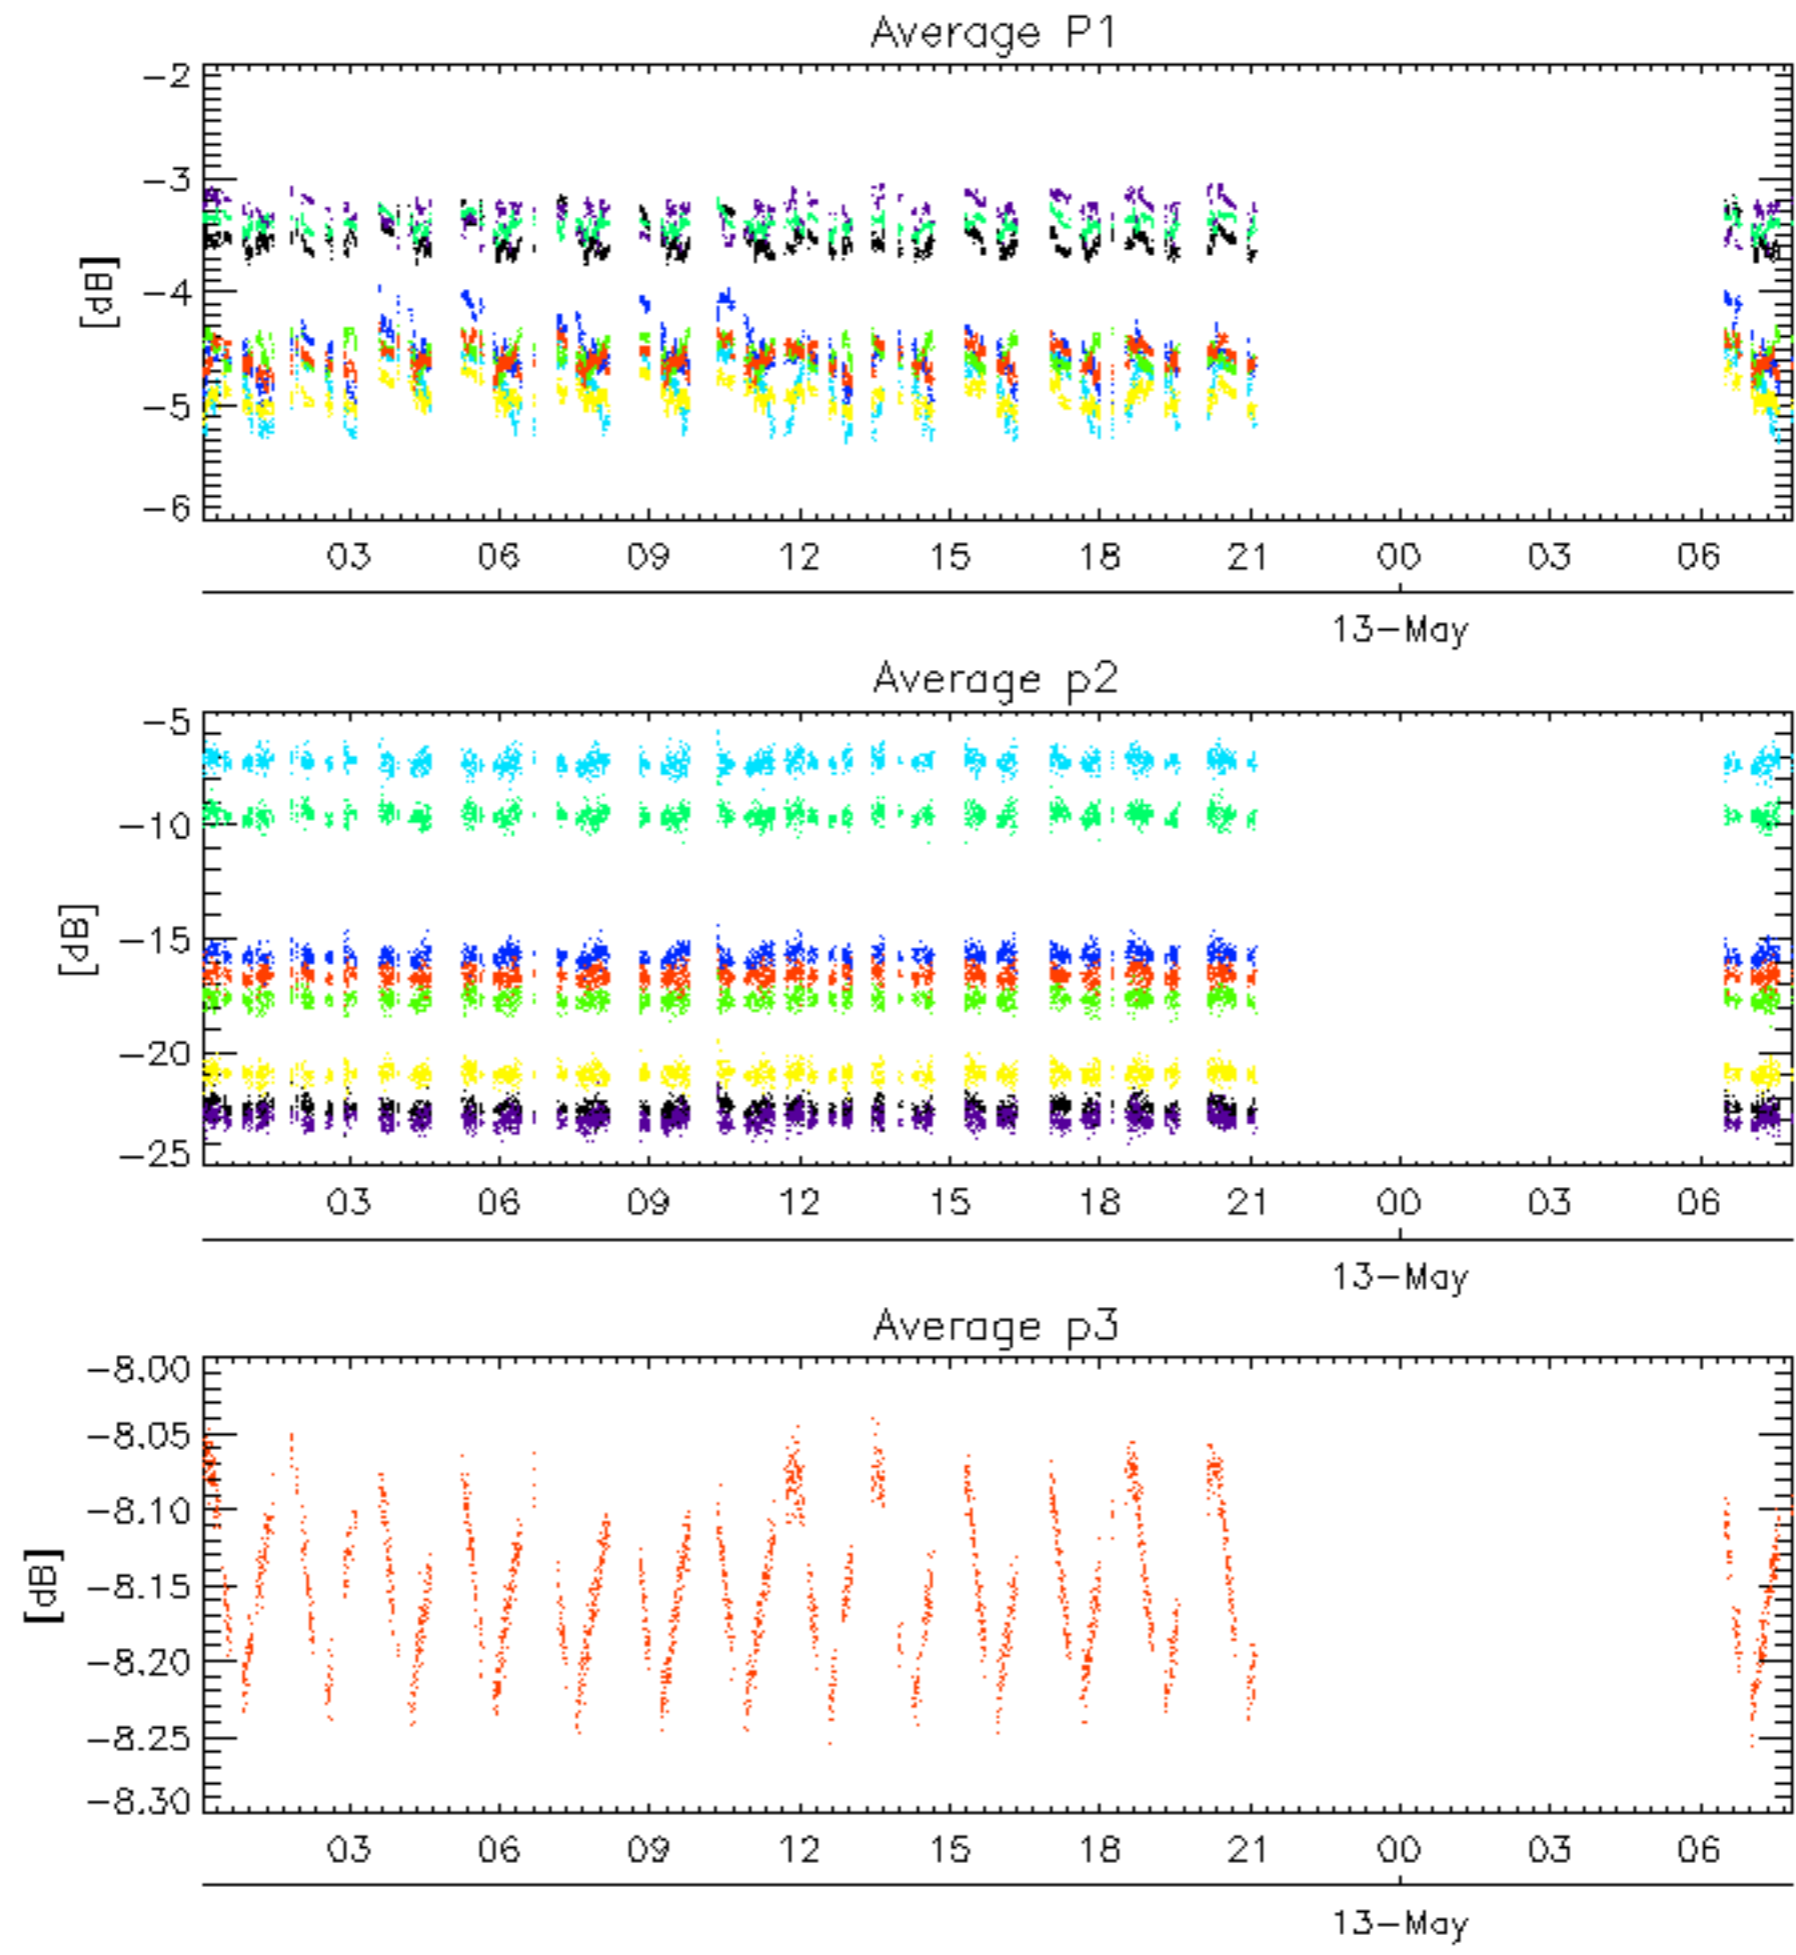 Average P1
-2
-3
-4
-5
-6
[dB]
03 06 09 12 15 18 21 00 03 06
13-May
Average p2
-5
-10
-15
-20
-25
[dB]
03 06 09 12 15 18 21 00 03 06
13-May
Average p3
-8.00
-8.05
-8.10
-8.15
-8.20
-8.25
-8.30
[dB]
03 06 09 12 15 18 21 00 03 06
13-May